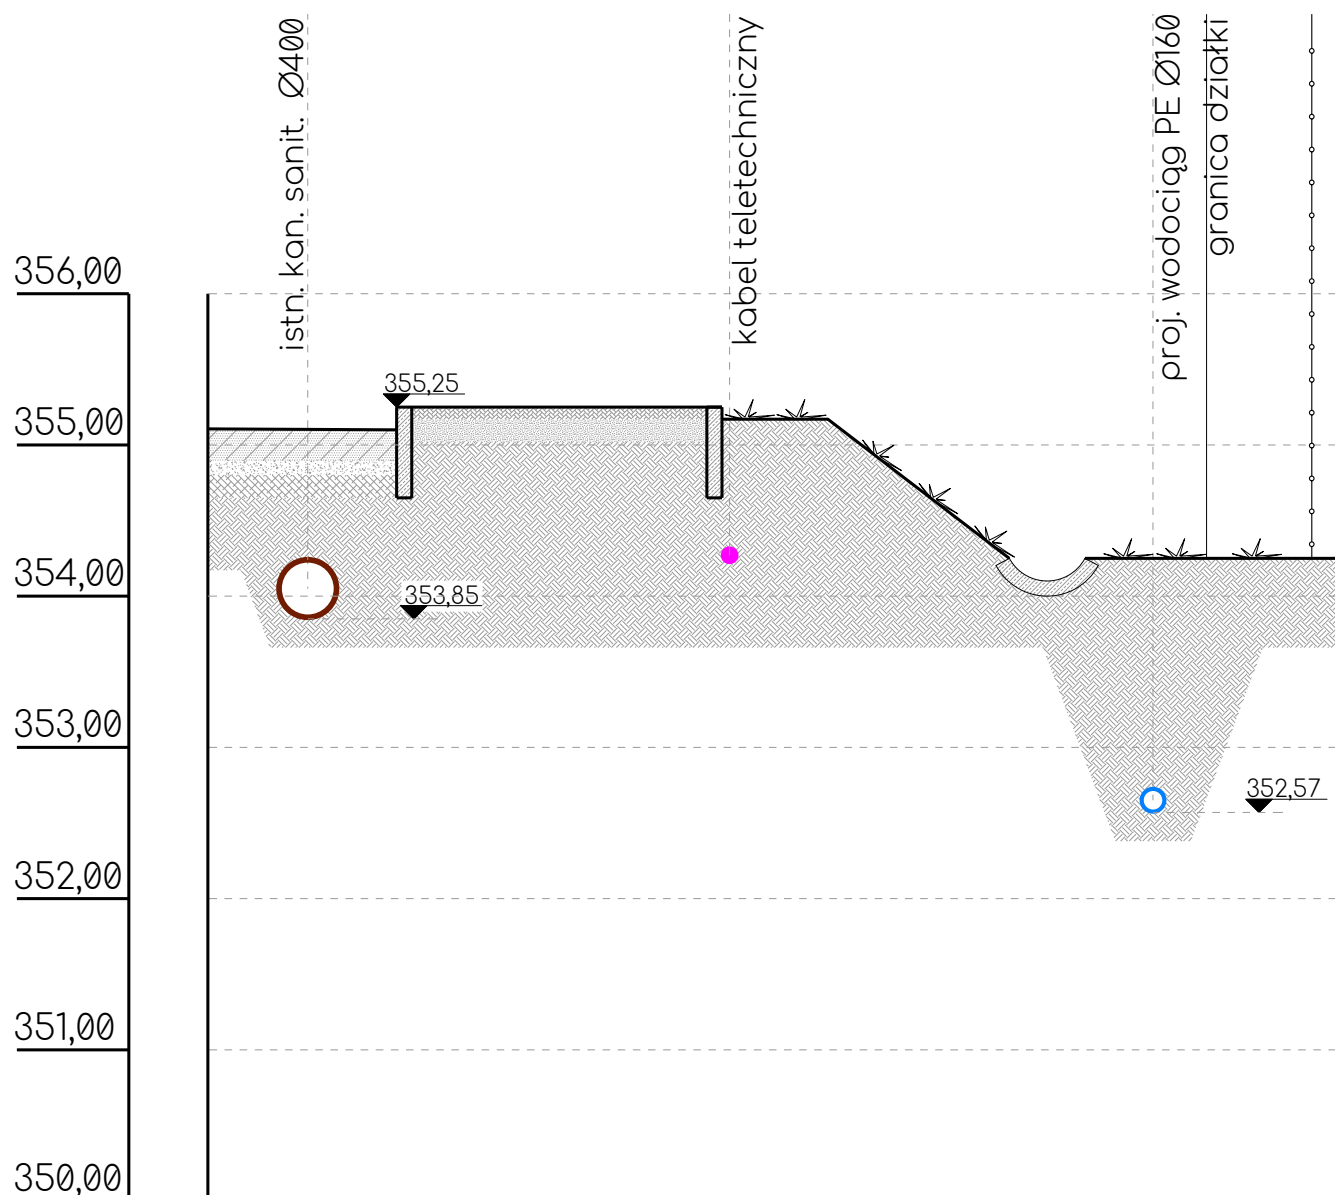 istn. kan. sanit. Ø400
kabel teletechniczny
proj. wodociąg PE Ø160
granica działki
356,00
355,25
355,00
354,00
353,85
353,00
352,57
352,00
351,00
350,00